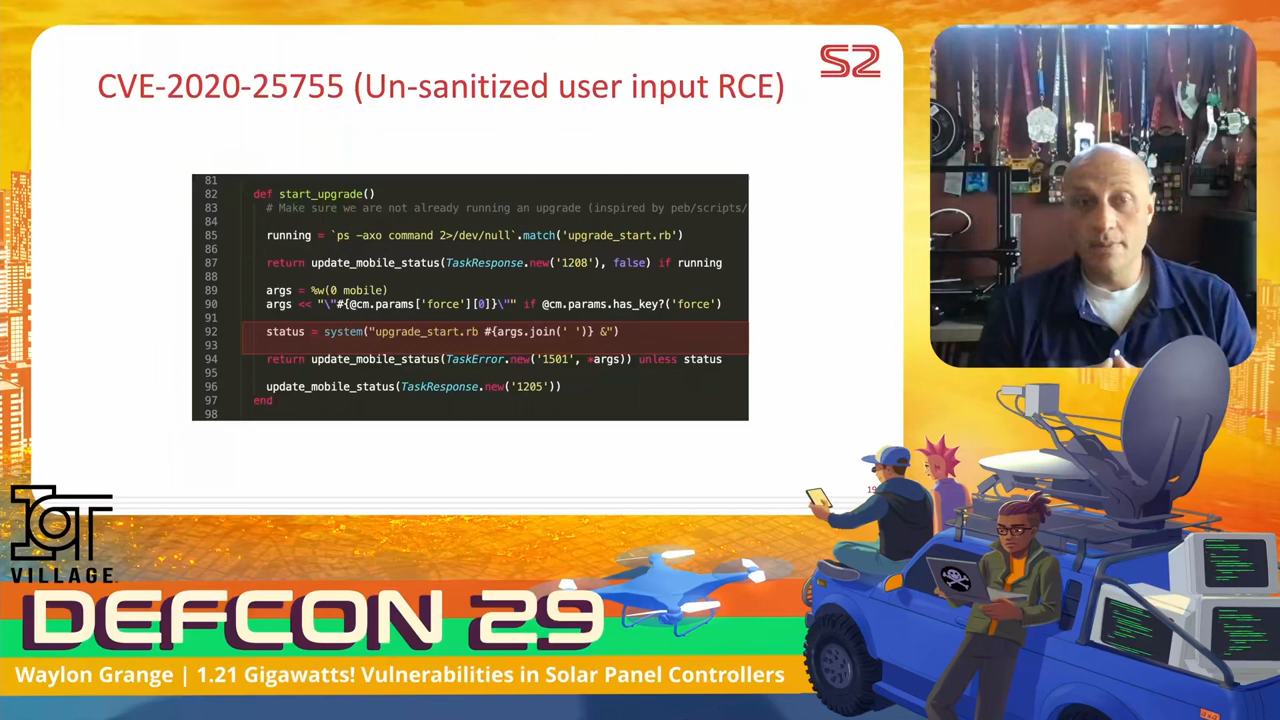 S2
CVE-2020-25755 (Un-sanitized user input RCE)
81
82 def start_upgrade()
83 # Make sure we are not already running an upgrade (inspired by peb/scripts/
84
85 running = `ps -axo command 2>/dev/null`.match('upgrade_start.rb')
86
87 return update_mobile_status(TaskResponse.new('1208'), false) if running
88
89 args = %w(0 mobile)
90 args << "\"#{@cm.params['force'][0]}\"" if @cm.params.has_key?('force')
91
92 status = system("upgrade_start.rb #{args.join(' ')} &")
93
94 return update_mobile_status(TaskError.new('1501', *args)) unless status
95
96 update_mobile_status(TaskResponse.new('1205'))
97 end
98
19
IOT
VILLAGE
DEFCON 29
Waylon Grange | 1.21 Gigawatts! Vulnerabilities in Solar Panel Controllers